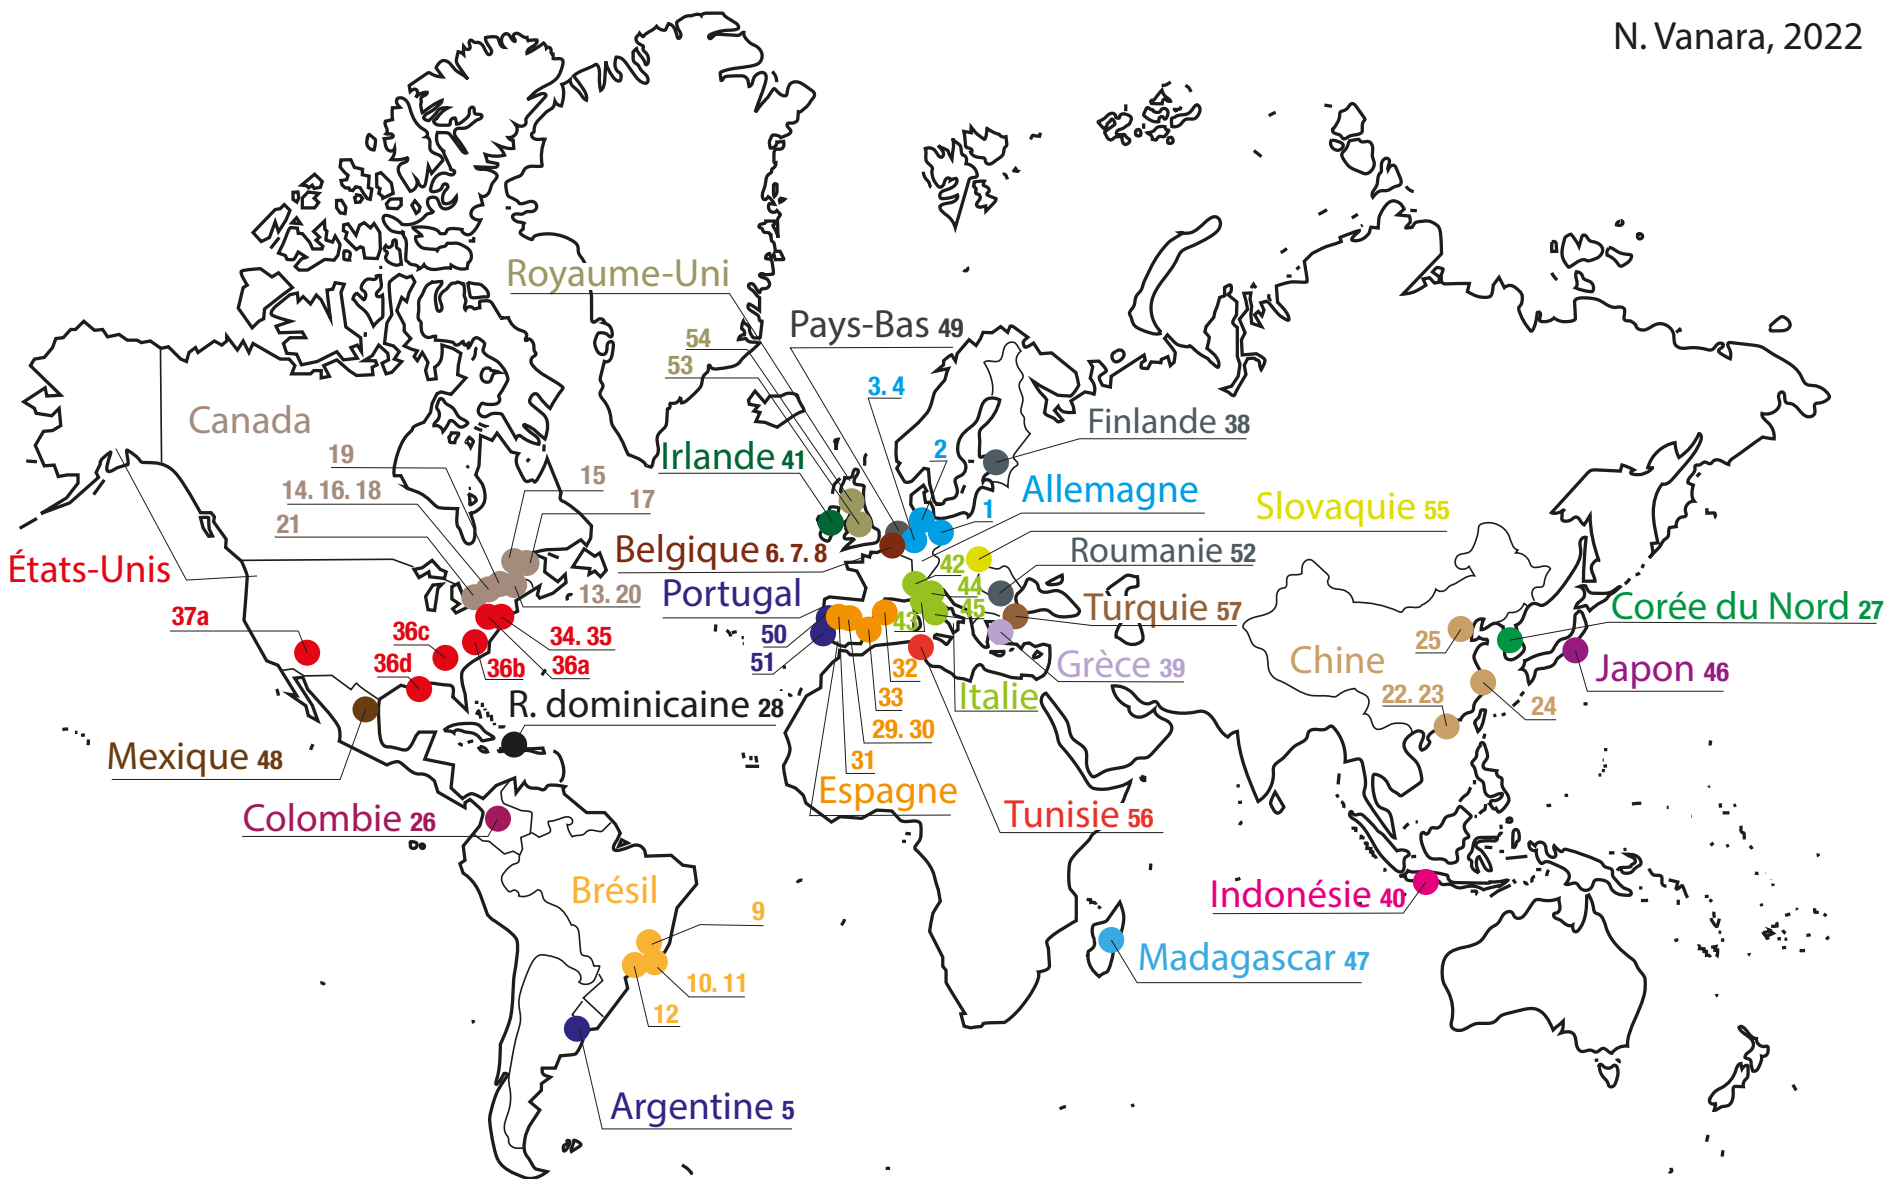 N. Vanara, 2022
Royaume-Uni
Pays-Bas 49
54
53
3. 4
Canada
Finlande 38
2
19
Irlande 41
15
Allemagne
14. 16. 18
17
1
Slovaquie 55
21
États-Unis
Belgique 6. 7. 8
Roumanie 52
42
44
Portugal
13. 20
43
45
Turquie 57
Corée du Nord 27
37a
34. 35
50
36c
25
36d
36b
36a
51
32
Grèce 39
Chine
Japon 46
R. dominicaine 28
33
Italie
22. 23
24
29. 30
Mexique 48
31
Espagne
Colombie 26
Tunisie 56
Brésil
Indonésie 40
9
Madagascar 47
10. 11
12
Argentine 5